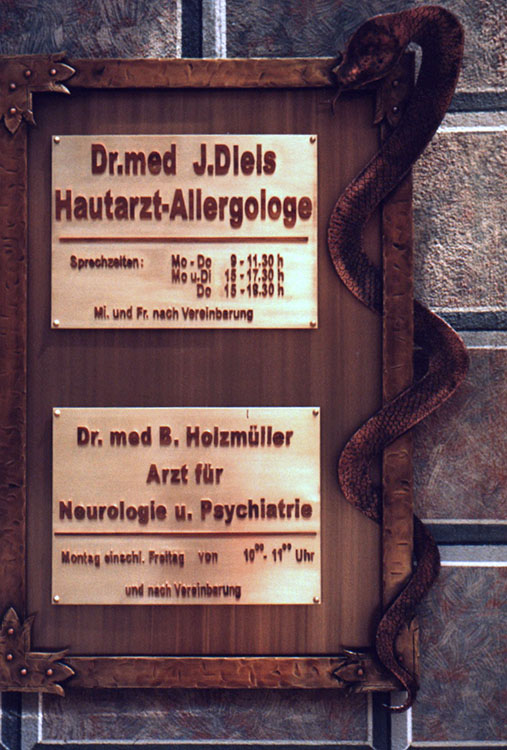 Dr.med J.Diels
Hautarzt-Allergologe
Sprechzeiten: Mo - Do 9 - 11.30 h
Mo u.Di 15 - 17.30 h
Do 15 - 18.30 h
Mi. und Fr. nach Vereinbarung
Dr. med B. Holzmüller
Arzt für
Neurologie u. Psychiatrie
Montag einschl. Freitag von 10⁰⁰ - 11⁰⁰ Uhr
und nach Vereinbarung